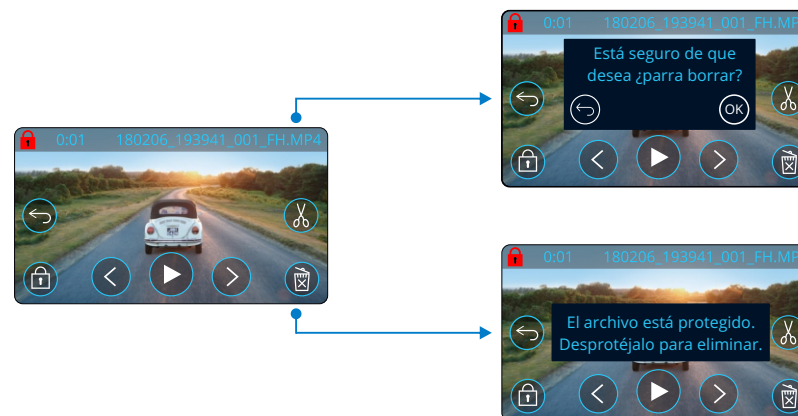 0:01 180206_193941_001_FH.MP4
0:01 180206_193941_001_FH.MP
Está seguro de que
desea ¿parra borrar?
OK
0:01 180206_193941_001_FH.MP
El archivo está protegido.
Desprotéjalo para eliminar.